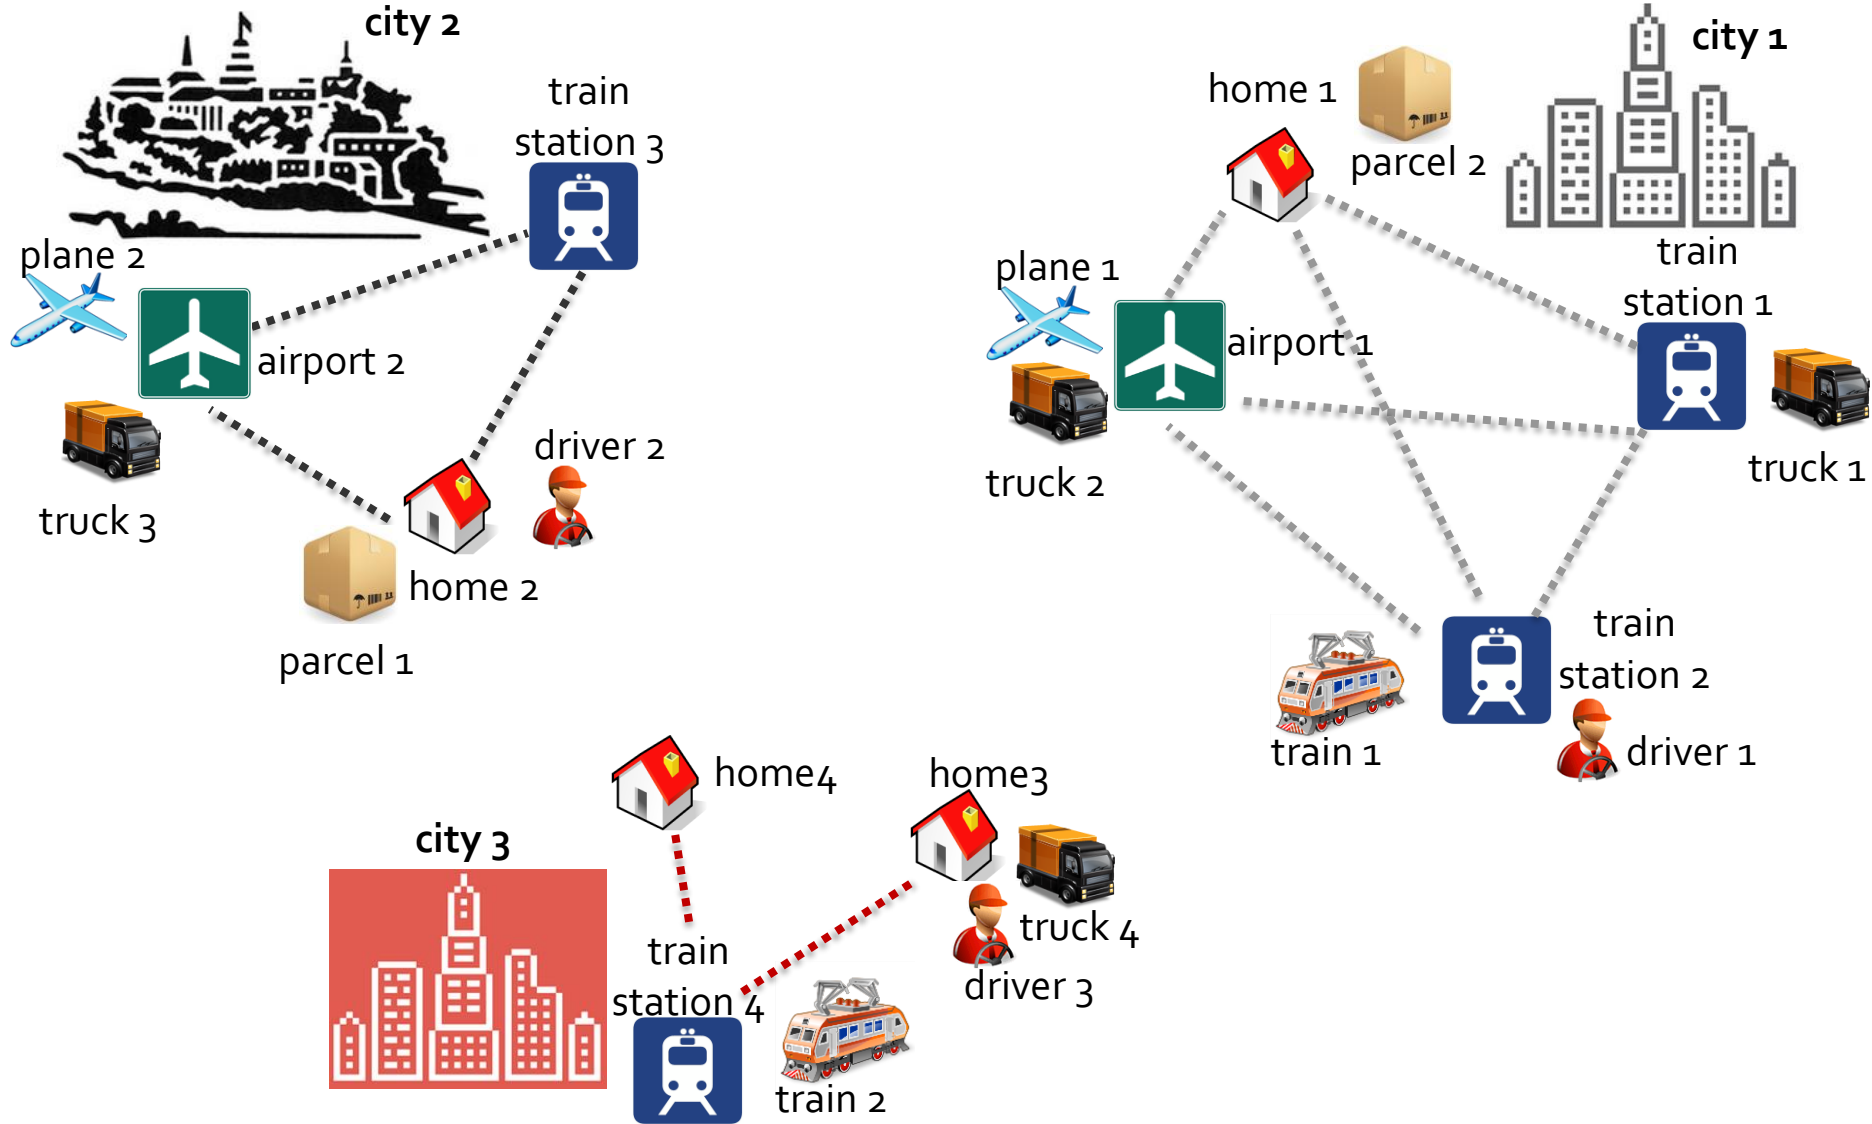 city 2
train
station 3
plane 2
airport 2
truck 3
driver 2
home 2
parcel 1
city 1
home 1
parcel 2
train
station 1
plane 1
airport 1
truck 2
truck 1
train
station 2
train 1
driver 1
home4
home3
city 3
truck 4
driver 3
train
station 4
train 2